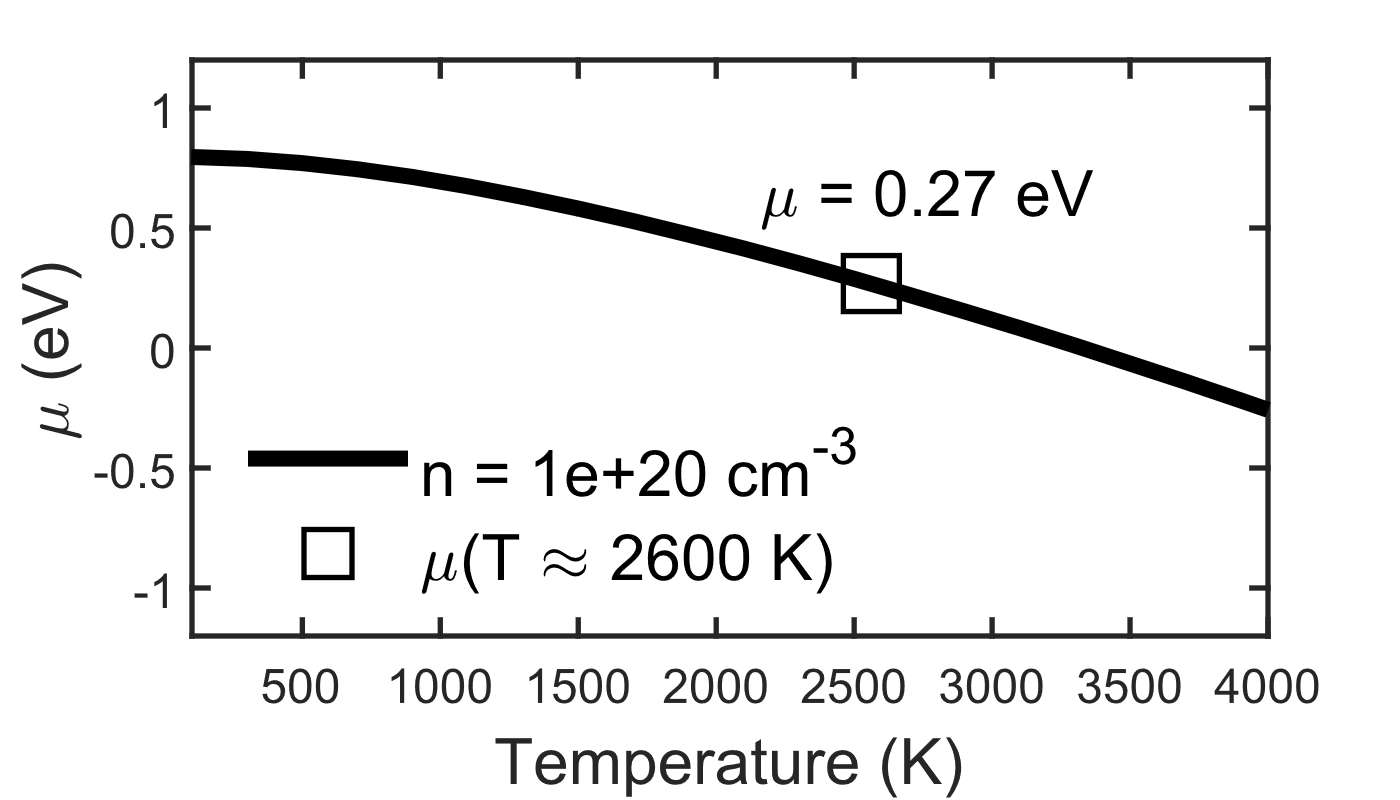 1
0.5
0
-0.5
-1
μ (eV)
μ = 0.27 eV
n = 1e+20 cm⁻³
μ(T ≈ 2600 K)
500 1000 1500 2000 2500 3000 3500 4000
Temperature (K)